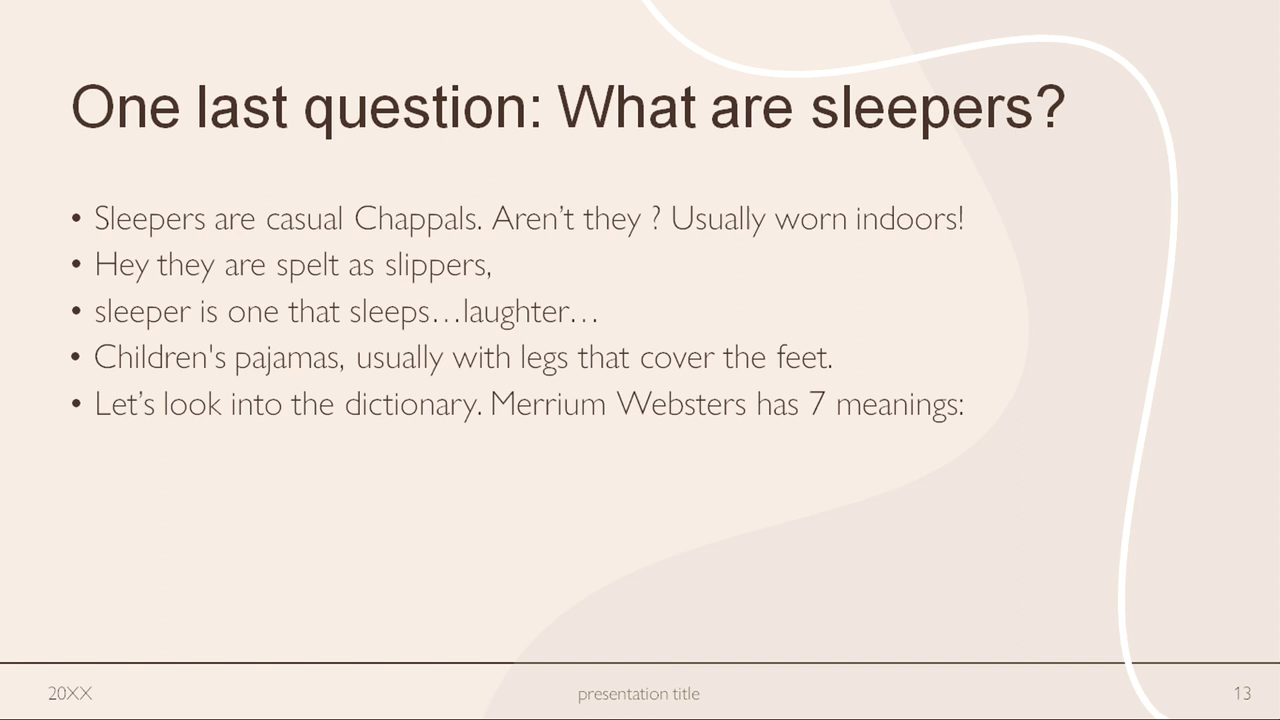 One last question: What are sleepers?
• Sleepers are casual Chappals. Aren’t they ? Usually worn indoors!
• Hey they are spelt as slippers,
• sleeper is one that sleeps…laughter…
• Children's pajamas, usually with legs that cover the feet.
• Let’s look into the dictionary. Merrium Websters has 7 meanings:
20XX
presentation title
13